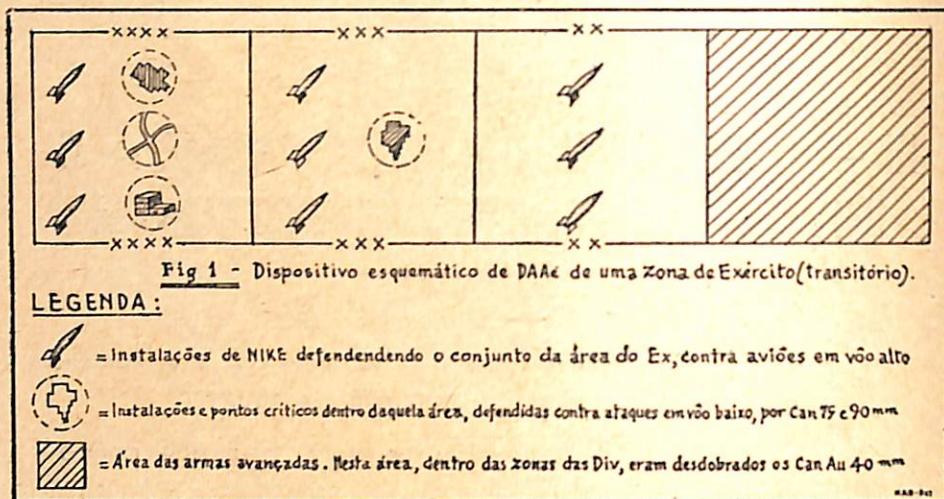 ×××× ××× ××
×××× ××× ××
Fig 1 - Dispositivo esquemático de DAAé de uma Zona de Exército (transitório).
LEGENDA:
= Instalações de NIKE defendendendo o conjunto da área do Ex, contra aviões em vôo alto
= Instalações e pontos críticos dentro daquela área, defendidas contra ataques em vôo baixo, por Can 75 e 90 mm
= Área das armas avançadas. Nesta área, dentro das zonas das Div, eram desdobrados os Can Au 40 mm